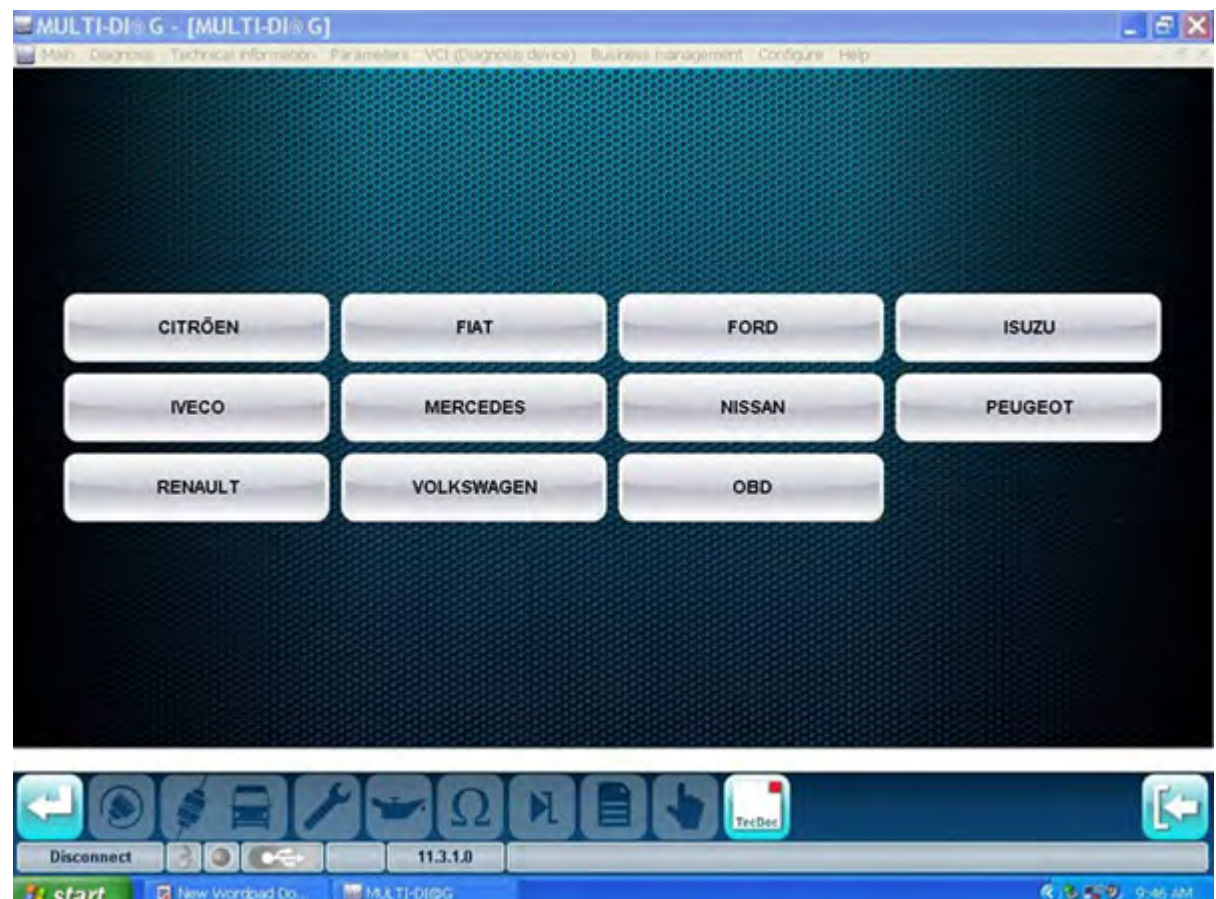 MULTI-DI@G - [MULTI-DI@G]
Main Diagnosis Technical information Parameters VCI (Diagnosis device) Business management Configure Help
CITRÕEN FIAT FORD ISUZU
IVECO MERCEDES NISSAN PEUGEOT
RENAULT VOLKSWAGEN OBD
Ω
TecDoc
Disconnect 11.3.1.0
start New Wordpad Do... MULTI-DI@G 9:46 AM